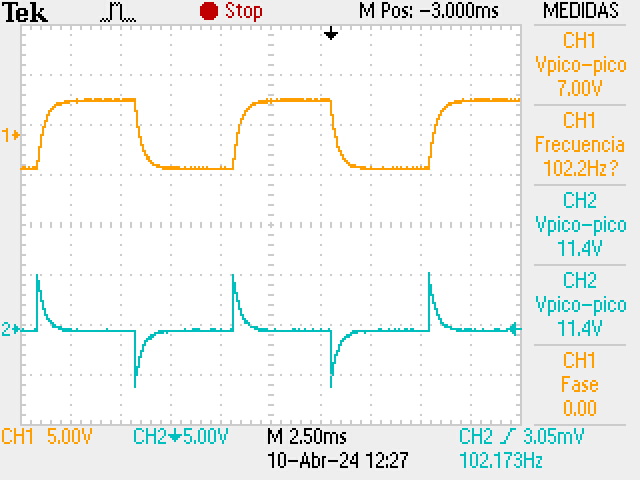 Tek Stop M Pos: -3.000ms MEDIDAS
CH1
Vpico-pico
7.00V
CH1
Frecuencia
102.2Hz?
CH2
Vpico-pico
11.4V
CH2
Vpico-pico
11.4V
CH1
Fase
0.00
1
2
CH1 5.00V CH2 5.00V M 2.50ms CH2 3.05mV
10-Abr-24 12:27 102.173Hz